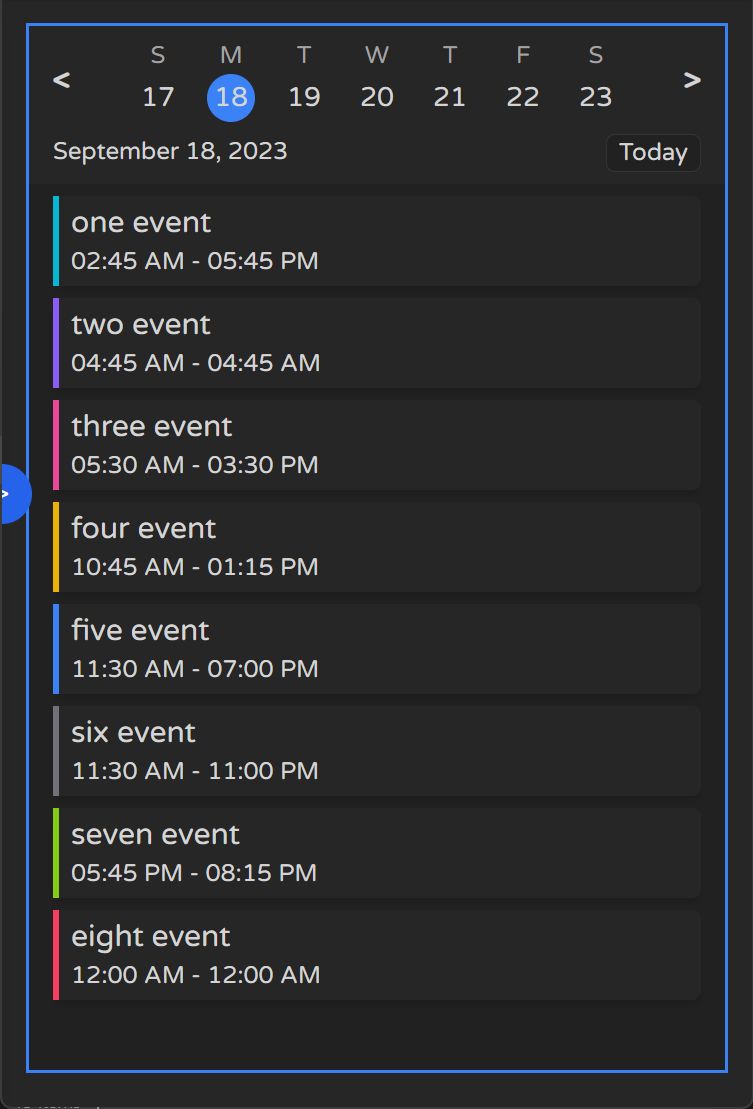 S M T W T F S
< 17 18 19 20 21 22 23 >
September 18, 2023 Today
one event
02:45 AM - 05:45 PM
two event
04:45 AM - 04:45 AM
three event
05:30 AM - 03:30 PM
>
four event
10:45 AM - 01:15 PM
five event
11:30 AM - 07:00 PM
six event
11:30 AM - 11:00 PM
seven event
05:45 PM - 08:15 PM
eight event
12:00 AM - 12:00 AM